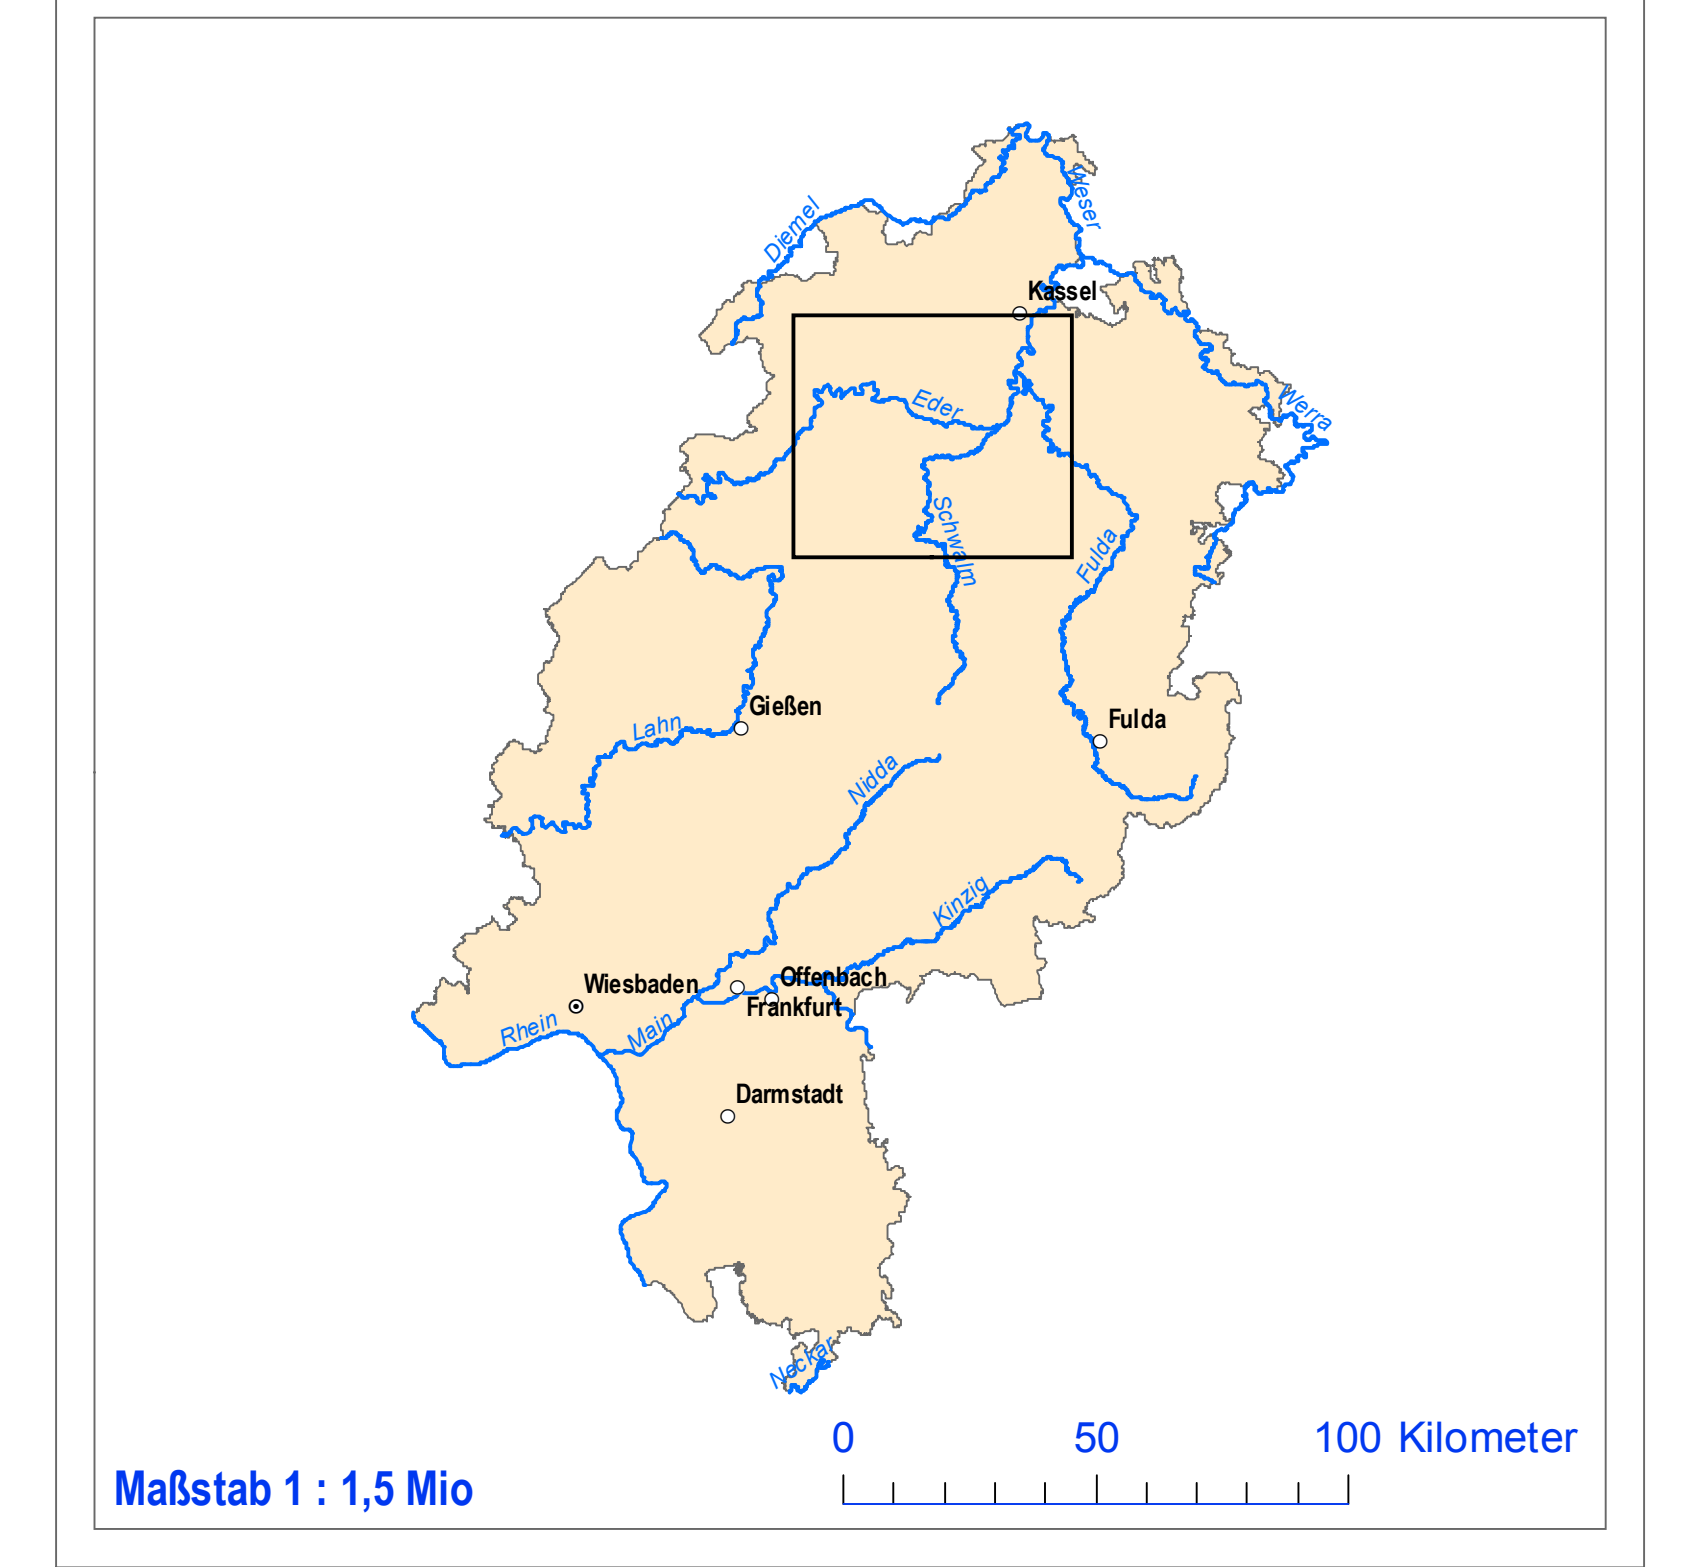 Weser
Diemel
Kassel
Eder
Werra
Schwalm
Fulda
Gießen
Fulda
Lahn
Nidda
Kinzig
Offenbach
Wiesbaden
Frankfurt
Rhein
Main
Darmstadt
Neckar
0 50 100 Kilometer
Maßstab 1 : 1,5 Mio